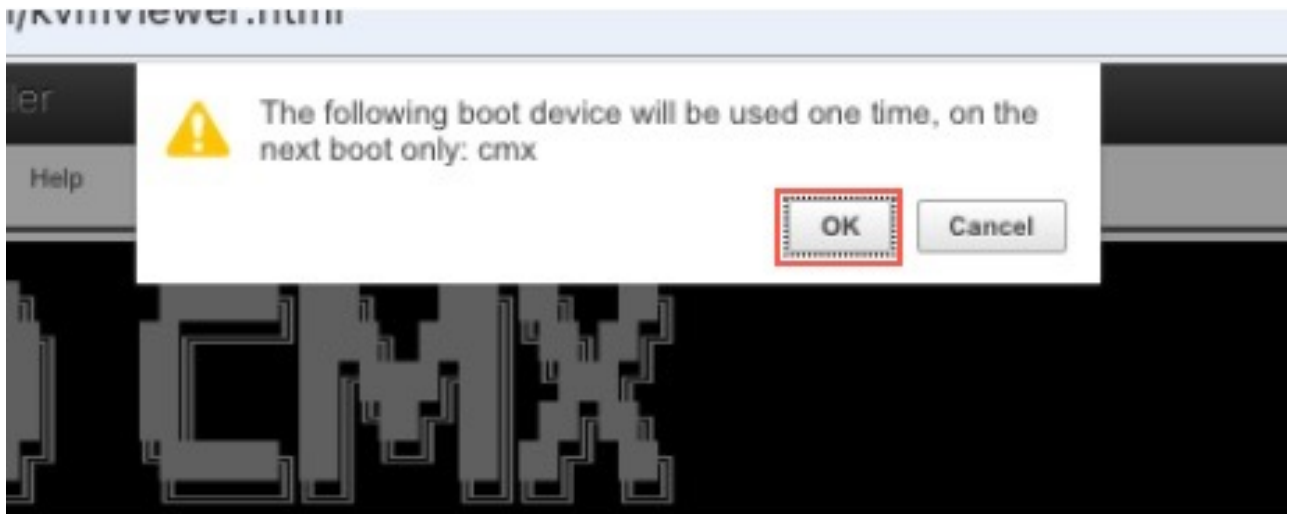 /kvmviewer.html
ler
The following boot device will be used one time, on the
next boot only: cmx
Help
OK Cancel
CMX